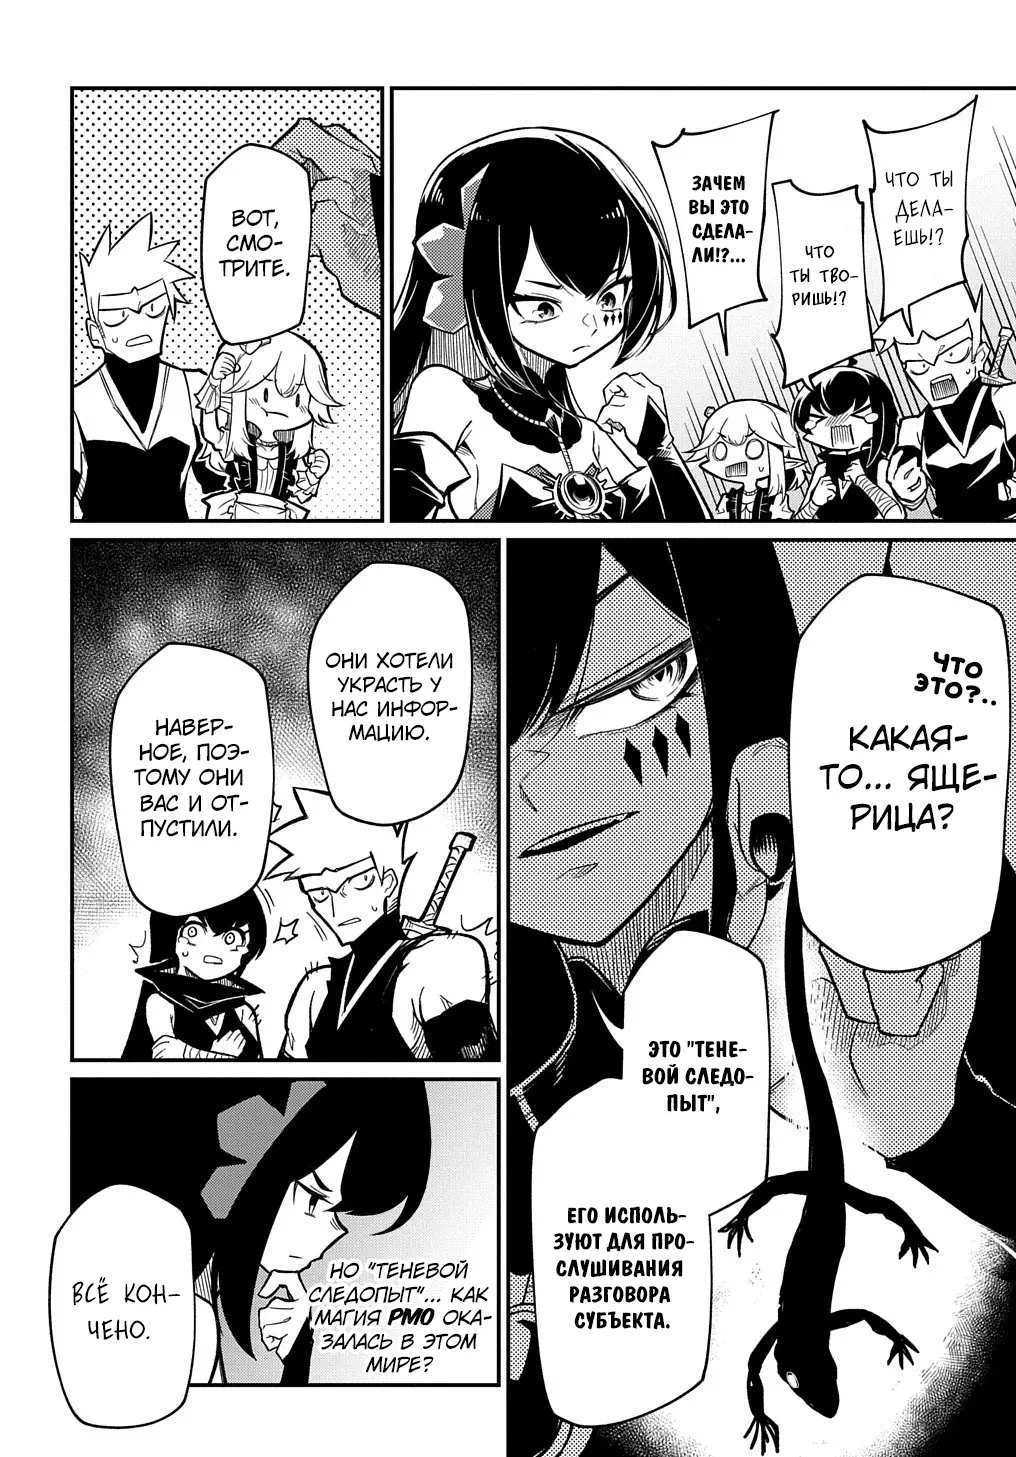 ЧТО ТЫ
ДЕЛА-
ЕШЬ!?
ЧТО
ТЫ ТВО-
РИШЬ!?
ЗАЧЕМ
ВЫ ЭТО
СДЕЛА-
ЛИ!?...
ВОТ,
СМО-
ТРИТЕ.
ЧТО
ЭТО?..
КАКАЯ-
ТО... ЯЩЕ-
РИЦА?
ЭТО "ТЕНЕ-
ВОЙ СЛЕДО-
ПЫТ",
ЕГО ИСПОЛЬ-
ЗУЮТ ДЛЯ ПРО-
СЛУШИВАНИЯ
РАЗГОВОРА
СУБЪЕКТА.
ОНИ ХОТЕЛИ
УКРАСТЬ У
НАС ИНФОР-
МАЦИЮ.
НАВЕР-
НОЕ, ПОЭ-
ТОМУ ОНИ
ВАС И ОТ-
ПУСТИЛИ.
НО "ТЕНЕВОЙ
СЛЕДОПЫТ"... КАК
МАГИЯ РМО ОКА-
ЗАЛАСЬ В ЭТОМ
МИРЕ?
ВСЁ КОН-
ЧЕНО.